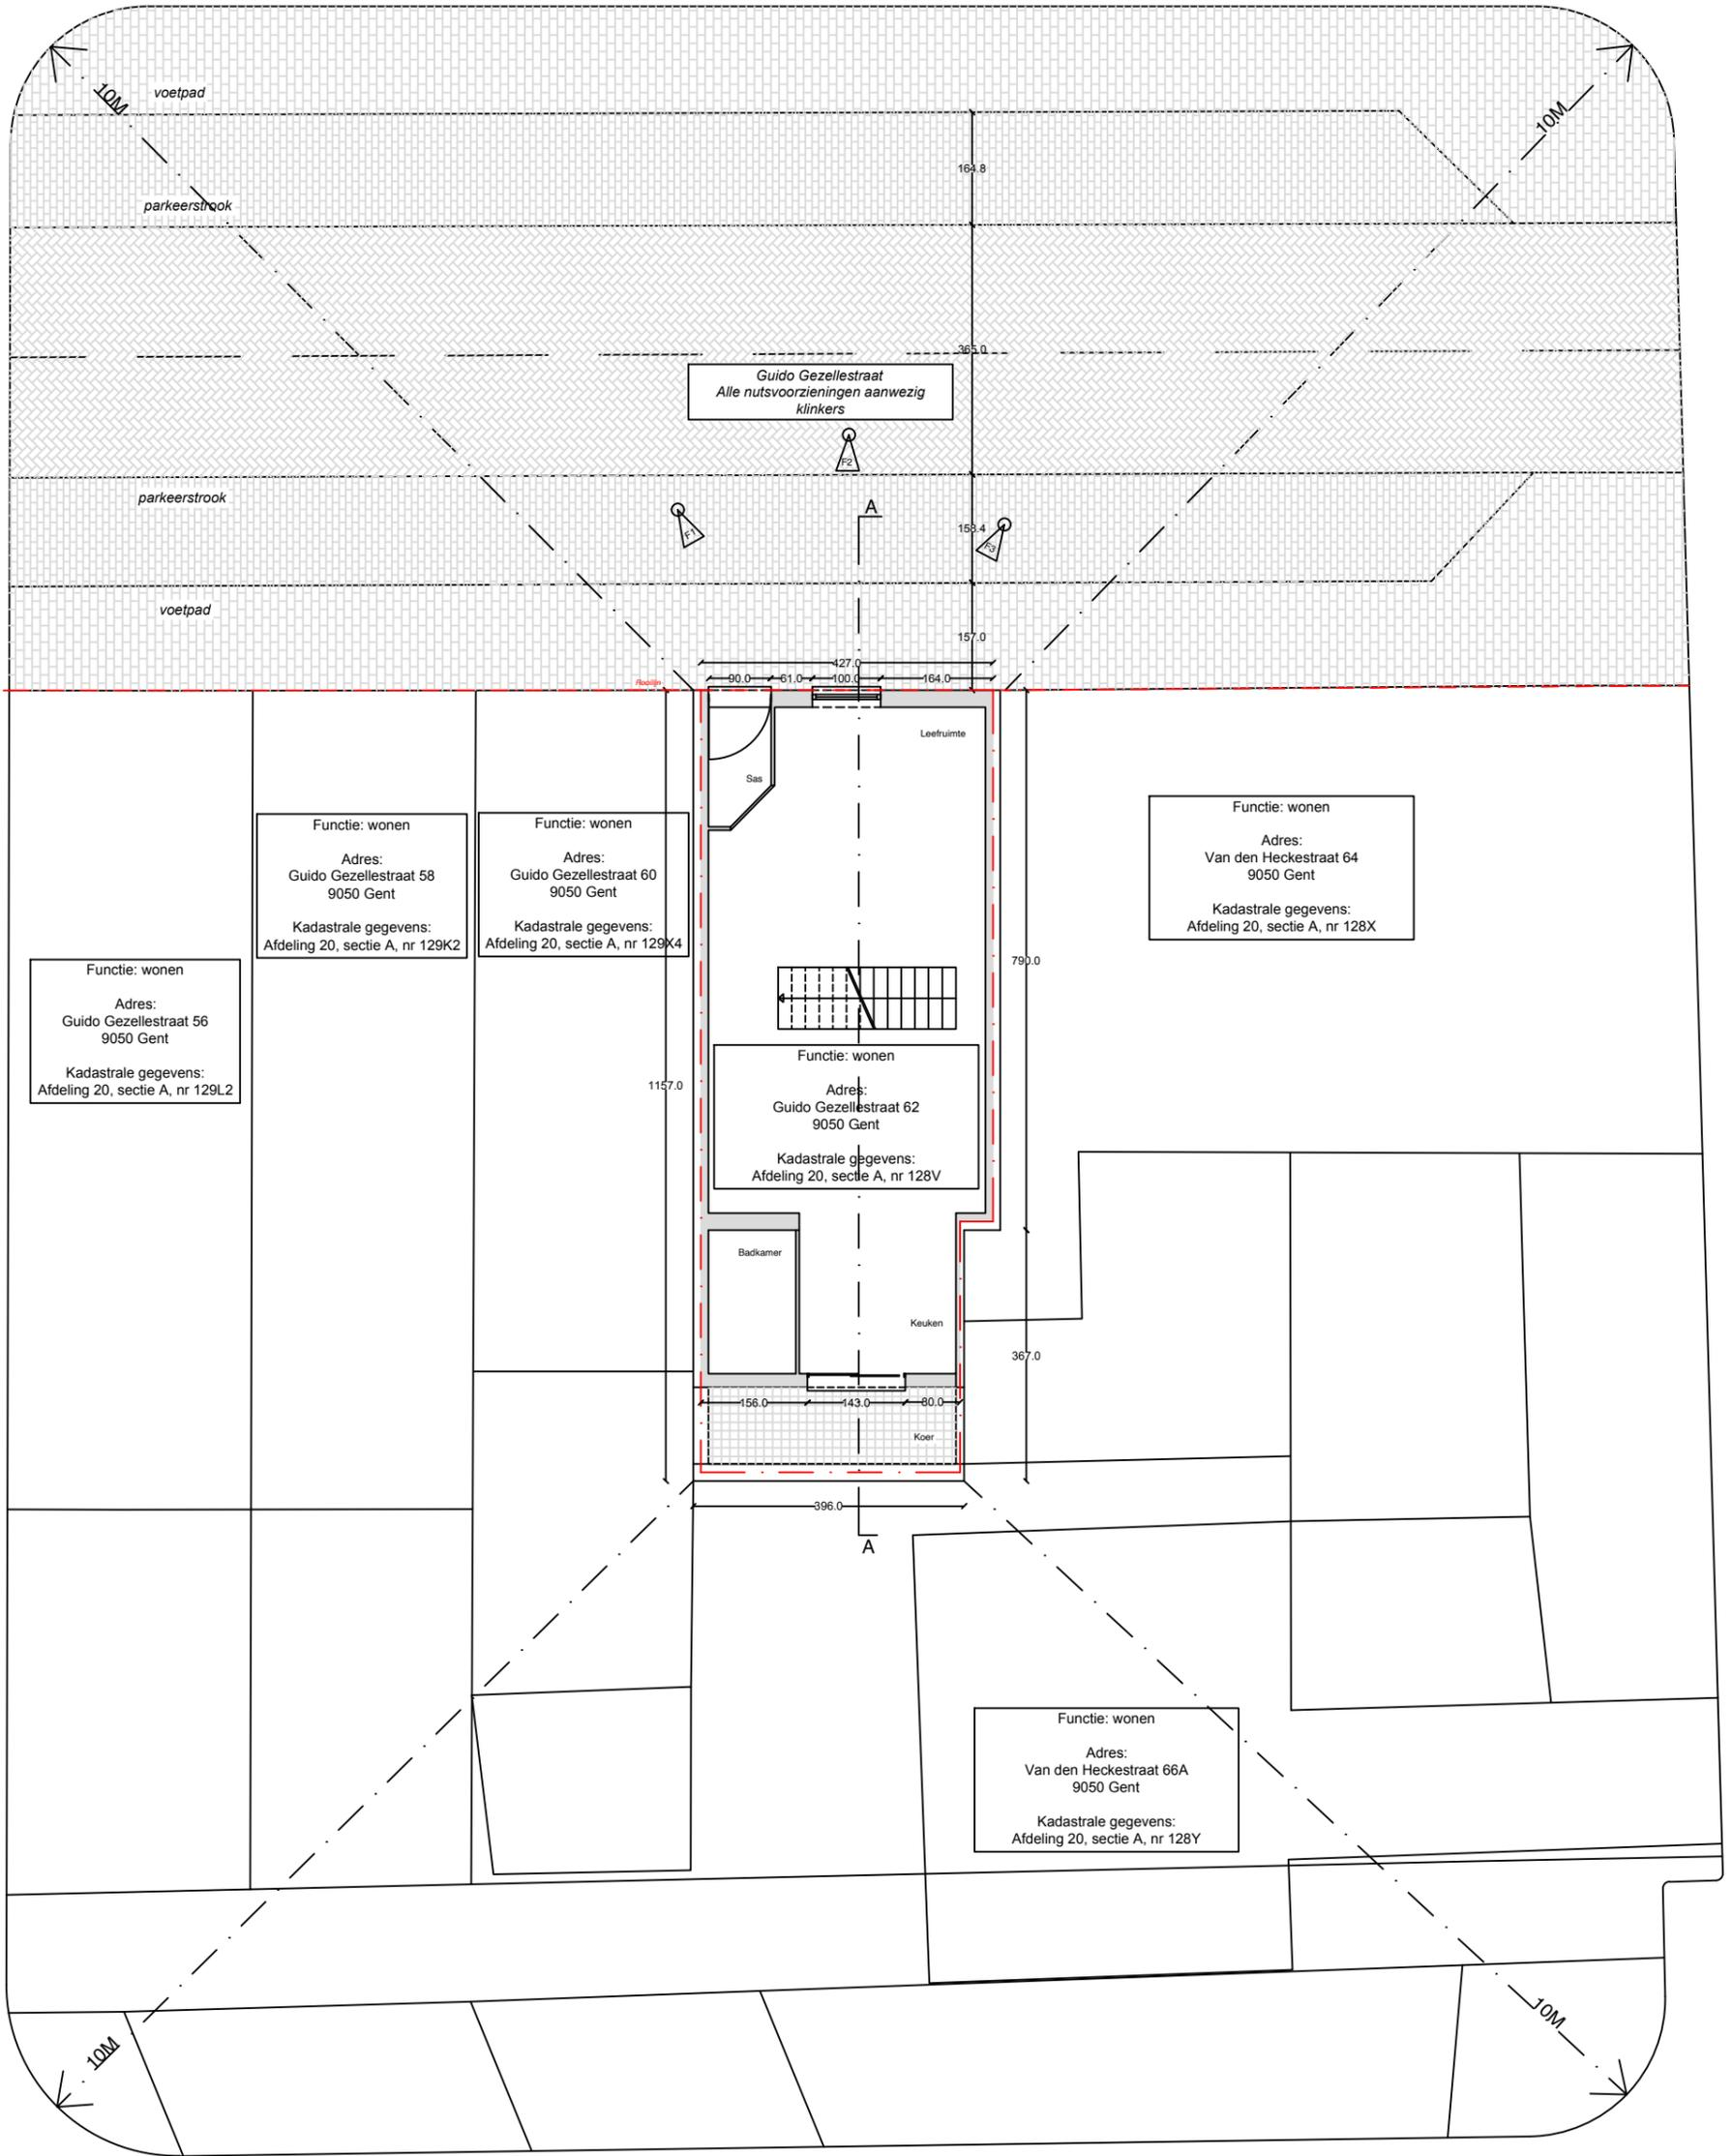 10M
voetpad
10M
164.8
parkeerstrook
365.0
Guido Gezellestraat
Alle nutsvoorzieningen aanwezig
klinkers
F2
parkeerstrook
A
F1
158.4
F3
voetpad
157.0
427.0
Rooilijn
90.0
61.0
100.0
164.0
Leefruimte
Sas
Functie: wonen
Adres:
Guido Gezellestraat 58
9050 Gent
Kadastrale gegevens:
Afdeling 20, sectie A, nr 129K2
Functie: wonen
Adres:
Guido Gezellestraat 60
9050 Gent
Kadastrale gegevens:
Afdeling 20, sectie A, nr 129X4
Functie: wonen
Adres:
Van den Heckestraat 64
9050 Gent
Kadastrale gegevens:
Afdeling 20, sectie A, nr 128X
Functie: wonen
Adres:
Guido Gezellestraat 56
9050 Gent
Kadastrale gegevens:
Afdeling 20, sectie A, nr 129L2
790.0
1157.0
Functie: wonen
Adres:
Guido Gezellestraat 62
9050 Gent
Kadastrale gegevens:
Afdeling 20, sectie A, nr 128V
Badkamer
Keuken
367.0
156.0
143.0
80.0
Koer
396.0
A
Functie: wonen
Adres:
Van den Heckestraat 66A
9050 Gent
Kadastrale gegevens:
Afdeling 20, sectie A, nr 128Y
10M
10M